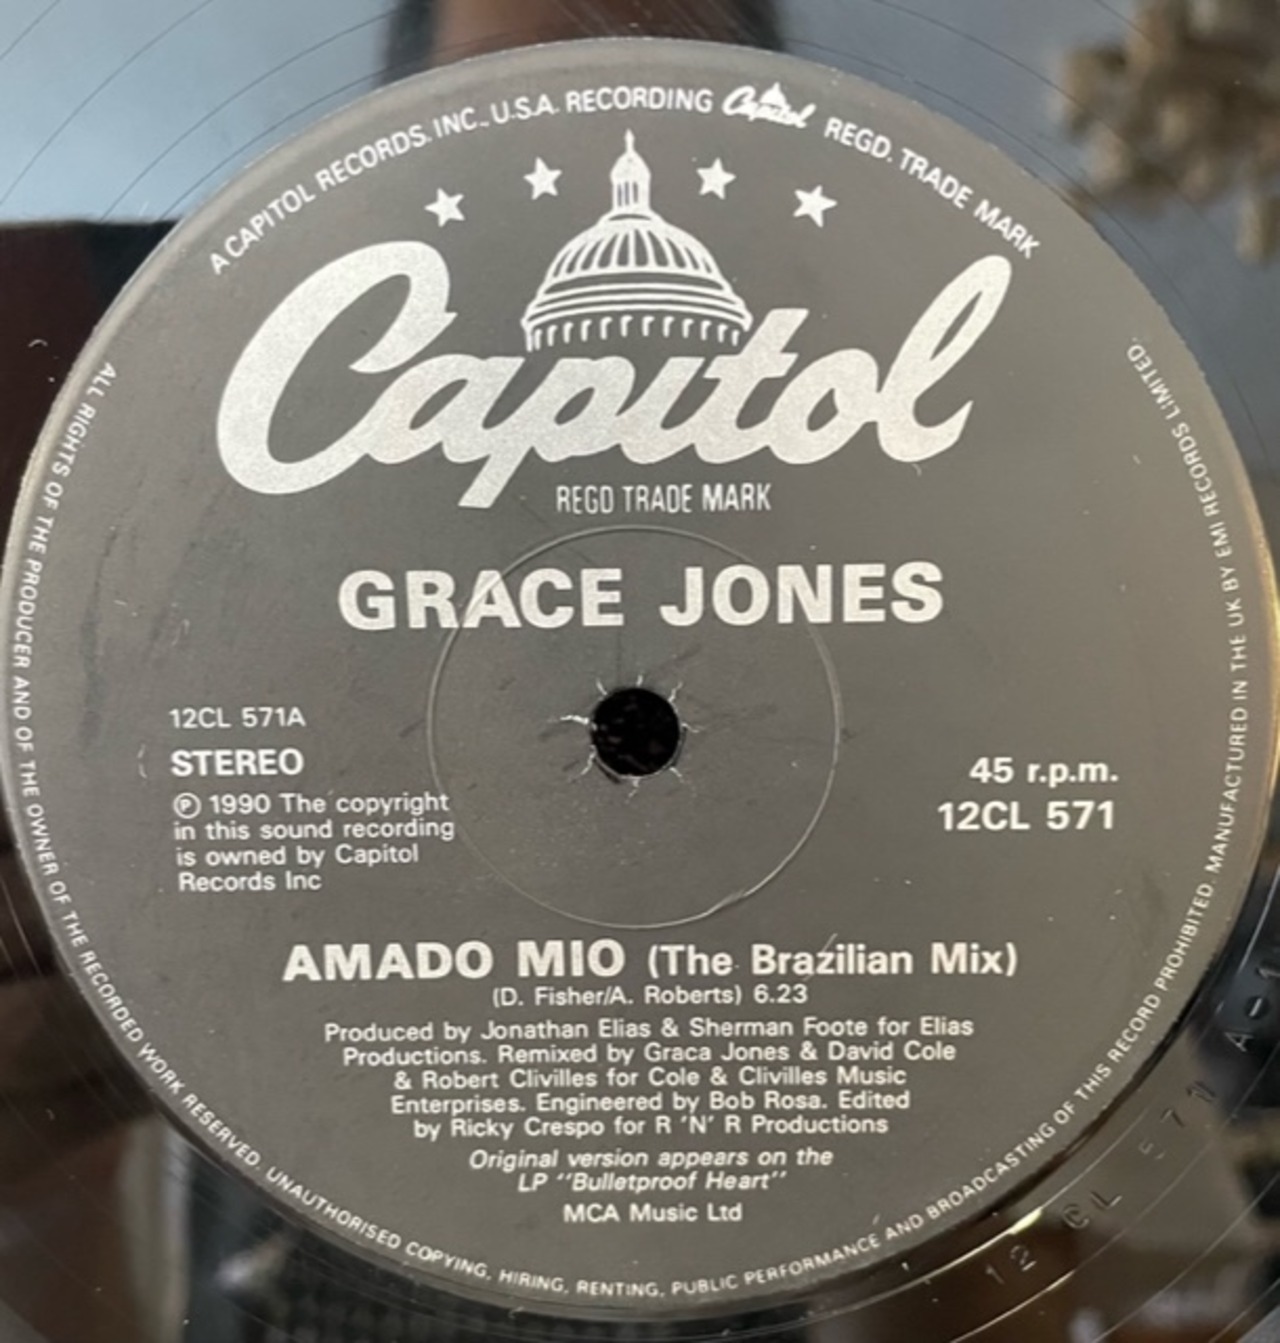 A CAPITOL RECORDS. INC., U.S.A. RECORDING Capitol REGD. TRADE MARK
Capitol
REGD TRADE MARK
GRACE JONES
12CL 571A
STEREO
℗ 1990 The copyright
in this sound recording
is owned by Capitol
Records Inc
45 r.p.m.
12CL 571
AMADO MIO (The Brazilian Mix)
(D. Fisher/A. Roberts) 6.23
Produced by Jonathan Elias & Sherman Foote for Elias
Productions. Remixed by Graca Jones & David Cole
& Robert Clivilles for Cole & Clivilles Music
Enterprises. Engineered by Bob Rosa. Edited
by Ricky Crespo for R 'N' R Productions
Original version appears on the
LP "Bulletproof Heart"
MCA Music Ltd
ALL RIGHTS OF THE PRODUCER AND OF THE OWNER OF THE RECORDED WORK RESERVED. UNAUTHORISED COPYING, HIRING, RENTING, PUBLIC PERFORMANCE AND BROADCASTING OF THIS RECORD PROHIBITED. MANUFACTURED IN THE UK BY EMI RECORDS LIMITED.
12 CL 571 A-1